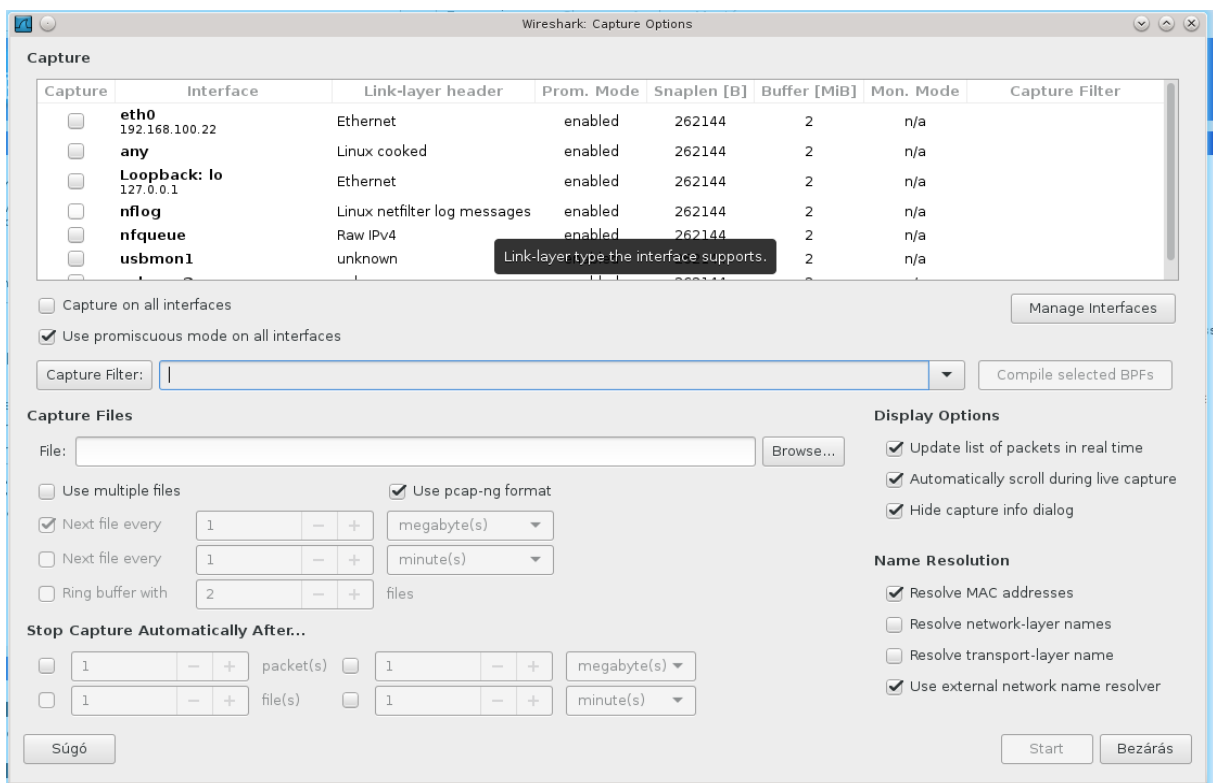 Wireshark: Capture Options
Capture
Capture Interface Link-layer header Prom. Mode Snaplen [B] Buffer [MiB] Mon. Mode Capture Filter
eth0
192.168.100.22 Ethernet enabled 262144 2 n/a
any Linux cooked enabled 262144 2 n/a
Loopback: lo
127.0.0.1 Ethernet enabled 262144 2 n/a
nflog Linux netfilter log messages enabled 262144 2 n/a
nfqueue Raw IPv4 enabled 262144 2 n/a
usbmon1 unknown 2 n/a
Link-layer type the interface supports.
Capture on all interfaces
Manage Interfaces
Use promiscuous mode on all interfaces
Capture Filter: Compile selected BPFs
Capture Files
File: Browse...
Use multiple files Use pcap-ng format
Next file every 1 megabyte(s)
Next file every 1 minute(s)
Ring buffer with 2 files
Stop Capture Automatically After...
1 packet(s) 1 megabyte(s)
1 file(s) 1 minute(s)
Display Options
Update list of packets in real time
Automatically scroll during live capture
Hide capture info dialog
Name Resolution
Resolve MAC addresses
Resolve network-layer names
Resolve transport-layer name
Use external network name resolver
Súgó Start Bezárás